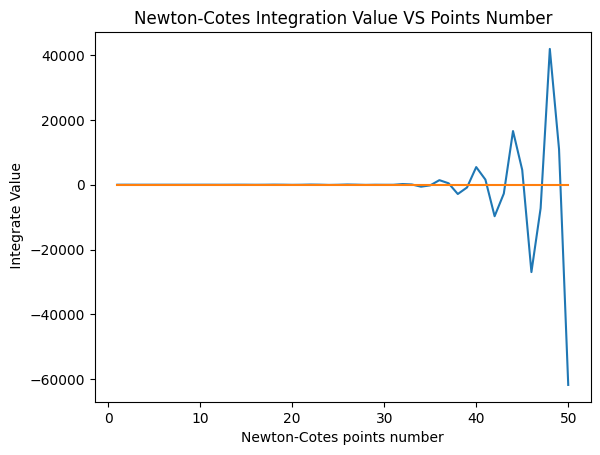 Newton-Cotes Integration Value VS Points Number
40000
20000
0
−20000
−40000
−60000
Integrate Value
0 10 20 30 40 50
Newton-Cotes points number